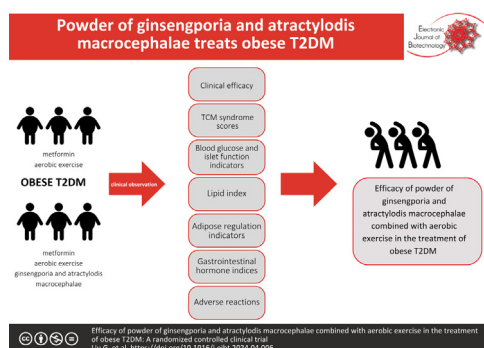 Powder of ginsengporia and atractylodis
macrocephalae treats obese T2DM
Electronic
Journal of
Biotechnology
metformin
aerobic exercise
OBESE T2DM
metformin
aerobic exercise
ginsengporia and atractylodis
macrocephalae
clinical observation
Clinical efficacy
TCM syndrome
scores
Blood glucose and
islet function
indicators
Lipid index
Adipose regulation
indicators
Gastrointestinal
hormone indices
Adverse reactions
Efficacy of powder of
ginsengporia and
atractylodis macrocephalae
combined with aerobic
exercise in the treatment of
obese T2DM
cc
Efficacy of powder of ginsengporia and atractylodis macrocephalae combined with aerobic exercise in the treatment
of obese T2DM: A randomized controlled clinical trial